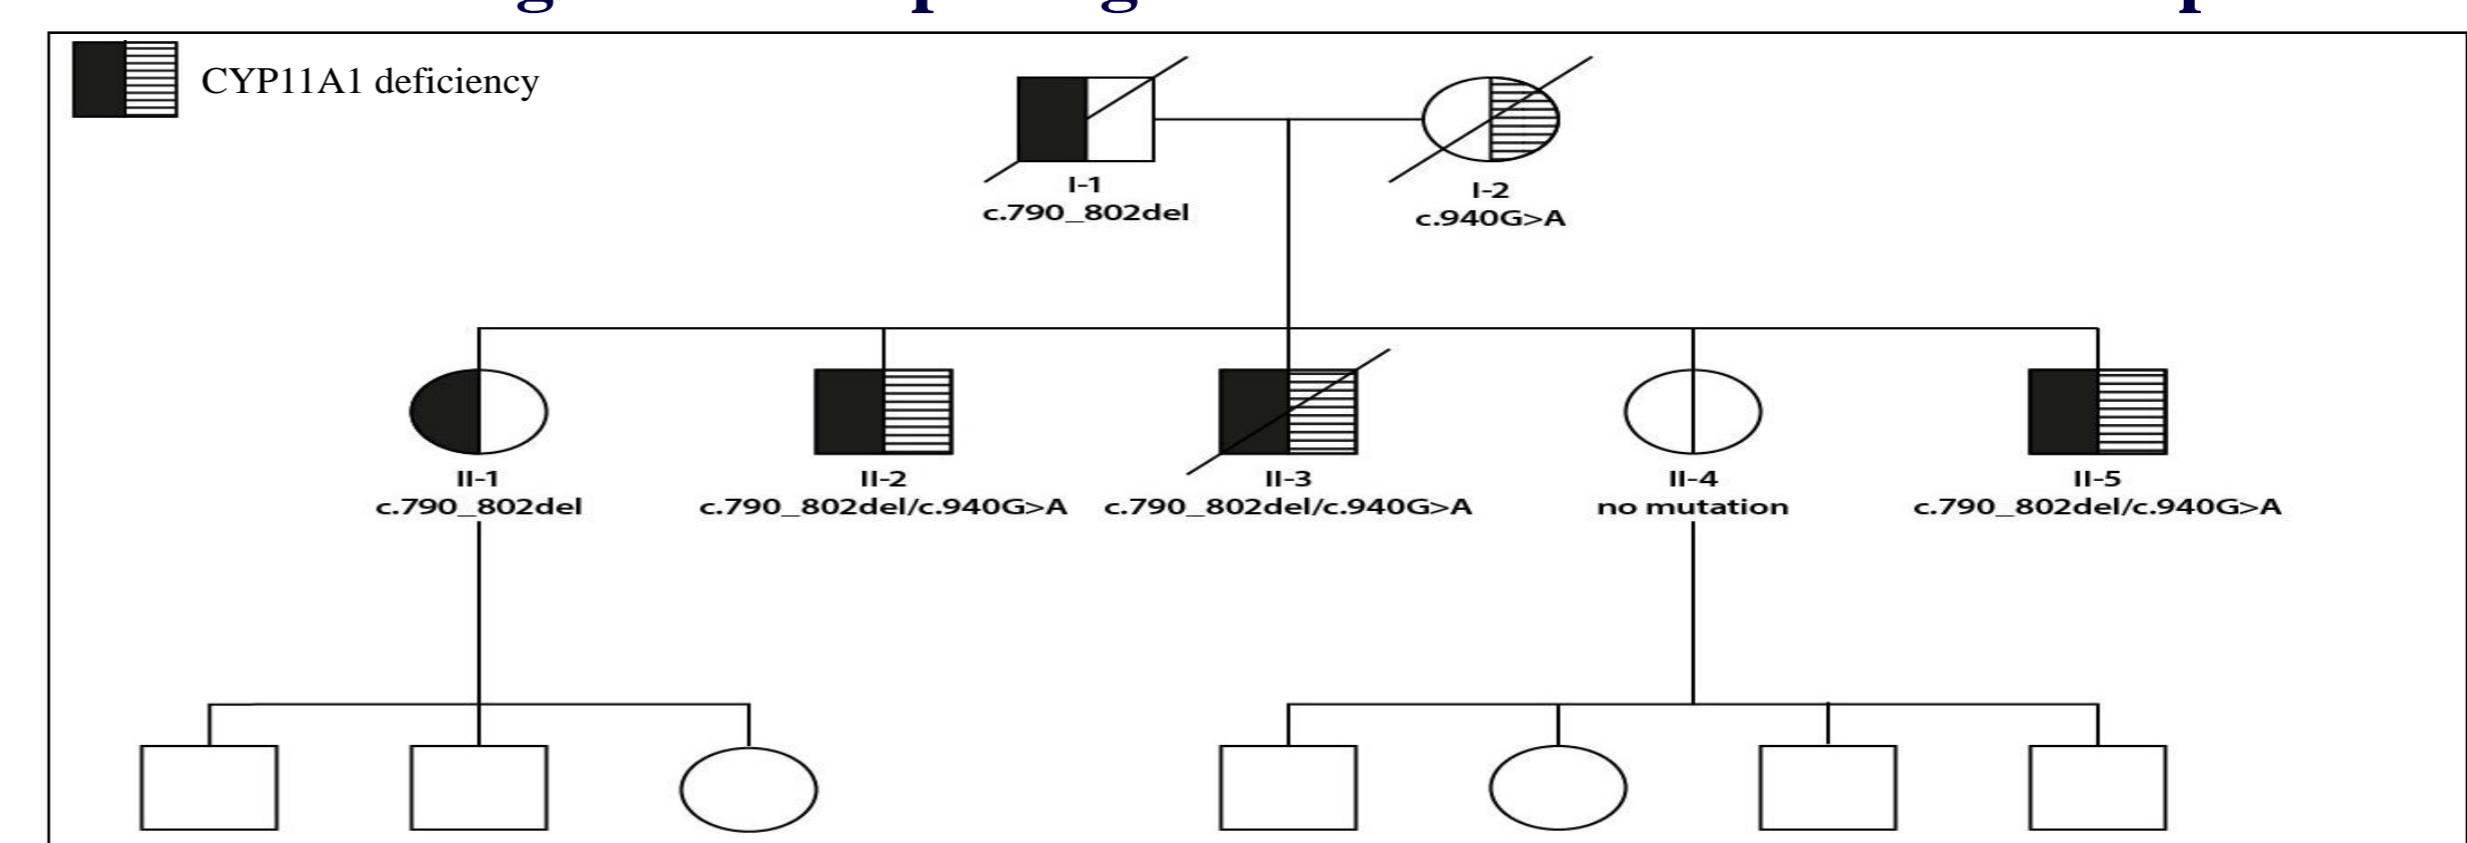 CYP11A1 deficiency
I-1
c.790_802del
I-2
c.940G>A
II-1
c.790_802del
II-2
c.790_802del/c.940G>A
II-3
c.790_802del/c.940G>A
II-4
no mutation
II-5
c.790_802del/c.940G>A